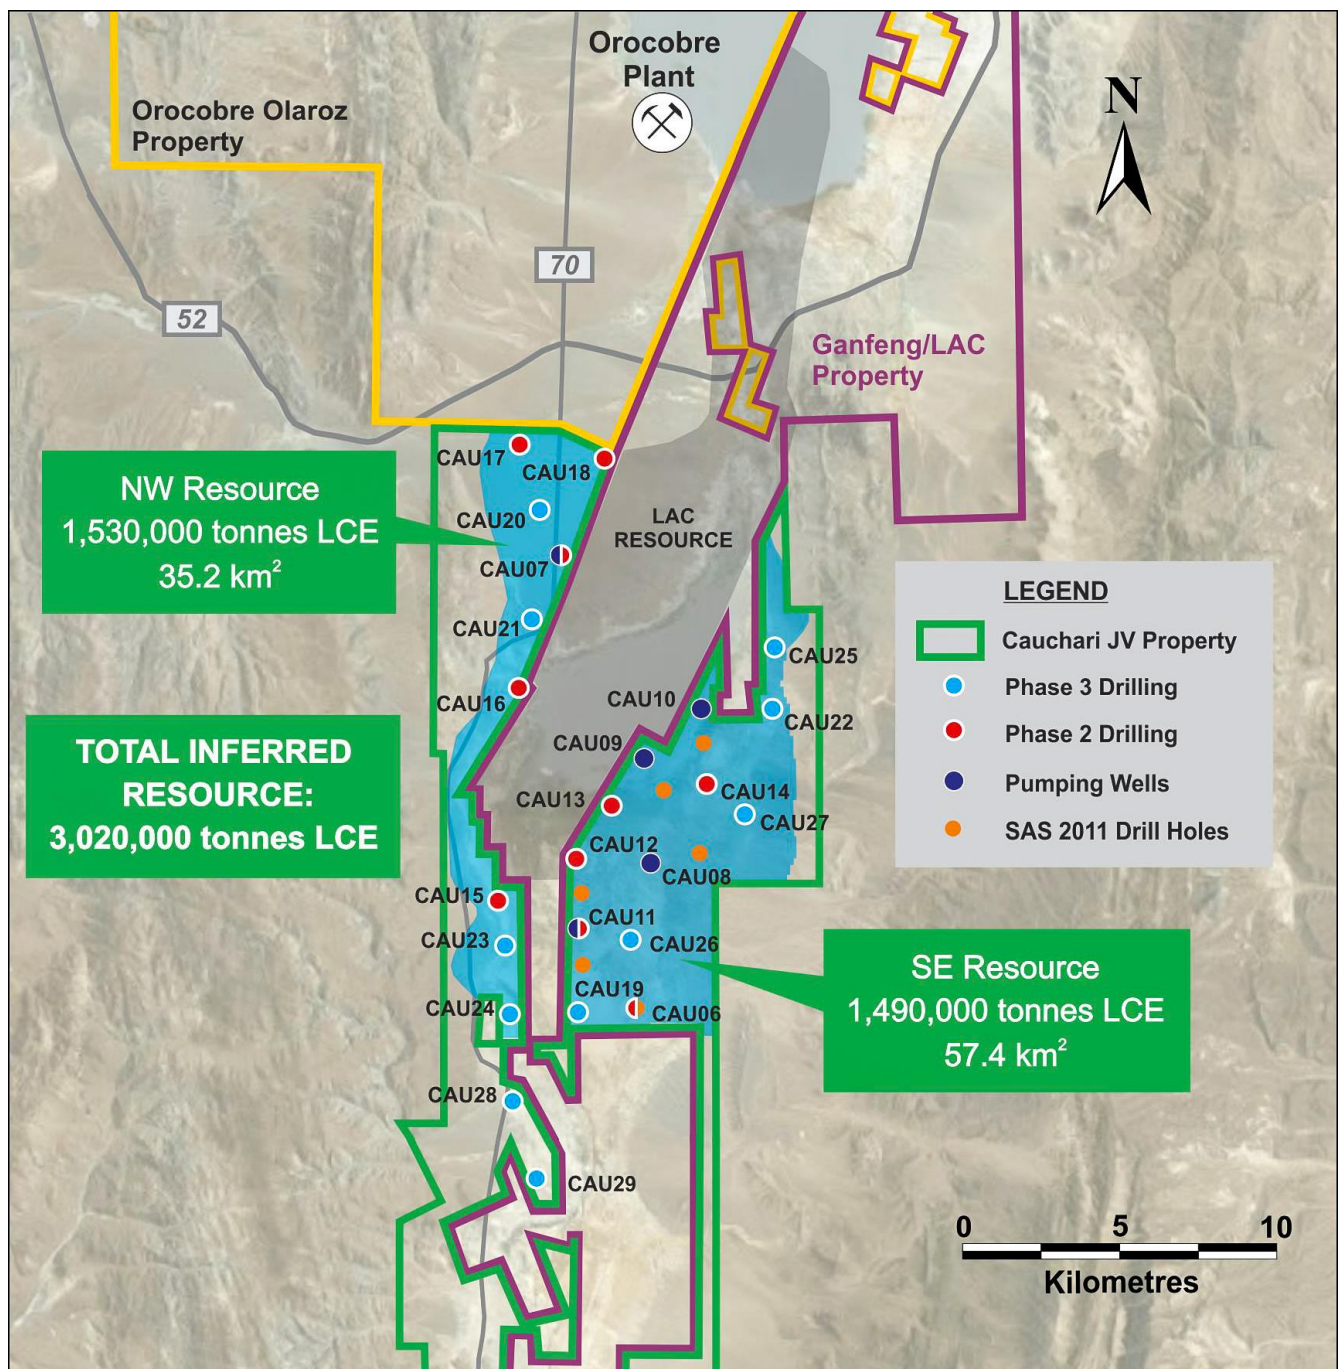 Orocobre
Plant
N
Orocobre Olaroz
Property
70
52
Ganfeng/LAC
Property
CAU17
CAU18
NW Resource
1,530,000 tonnes LCE
35.2 km²
CAU20
LAC
RESOURCE
CAU07
CAU21
CAU16
CAU10
CAU25
CAU22
CAU09
TOTAL INFERRED
RESOURCE:
3,020,000 tonnes LCE
CAU13
CAU14
CAU27
CAU12
CAU08
CAU15
CAU11
CAU23
CAU26
CAU19
CAU24
CAU06
CAU28
CAU29
LEGEND
Cauchari JV Property
Phase 3 Drilling
Phase 2 Drilling
Pumping Wells
SAS 2011 Drill Holes
SE Resource
1,490,000 tonnes LCE
57.4 km²
0 5 10
Kilometres